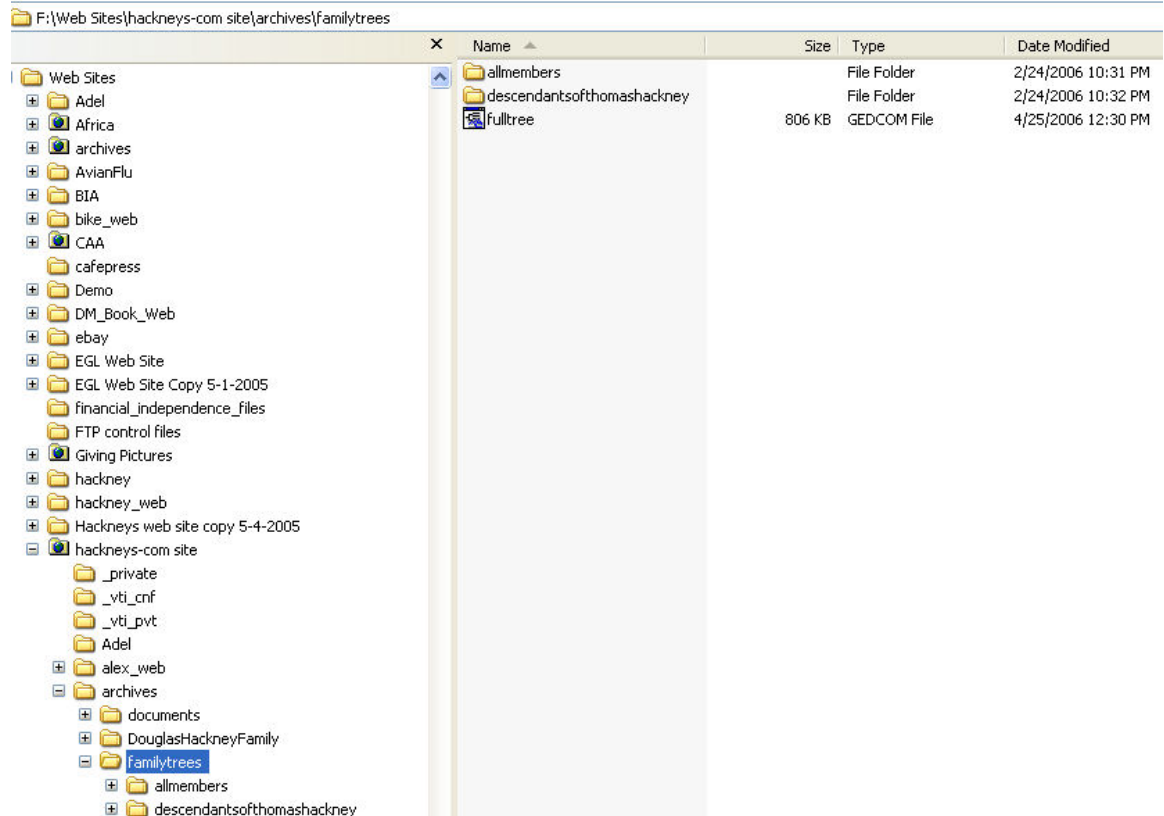 F:\Web Sites\hackneys-com site\archives\familytrees
Name Size Type Date Modified
Web Sites
Adel
Africa
archives
AvianFlu
BIA
bike_web
CAA
cafepress
Demo
DM_Book_Web
ebay
EGL Web Site
EGL Web Site Copy 5-1-2005
financial_independence_files
FTP control files
Giving Pictures
hackney
hackney_web
Hackneys web site copy 5-4-2005
hackneys-com site
_private
_vti_cnf
_vti_pvt
Adel
alex_web
archives
documents
DouglasHackneyFamily
familytrees
allmembers
descendantsofthomashackney
allmembers File Folder 2/24/2006 10:31 PM
descendantsofthomashackney File Folder 2/24/2006 10:32 PM
fulltree 806 KB GEDCOM File 4/25/2006 12:30 PM